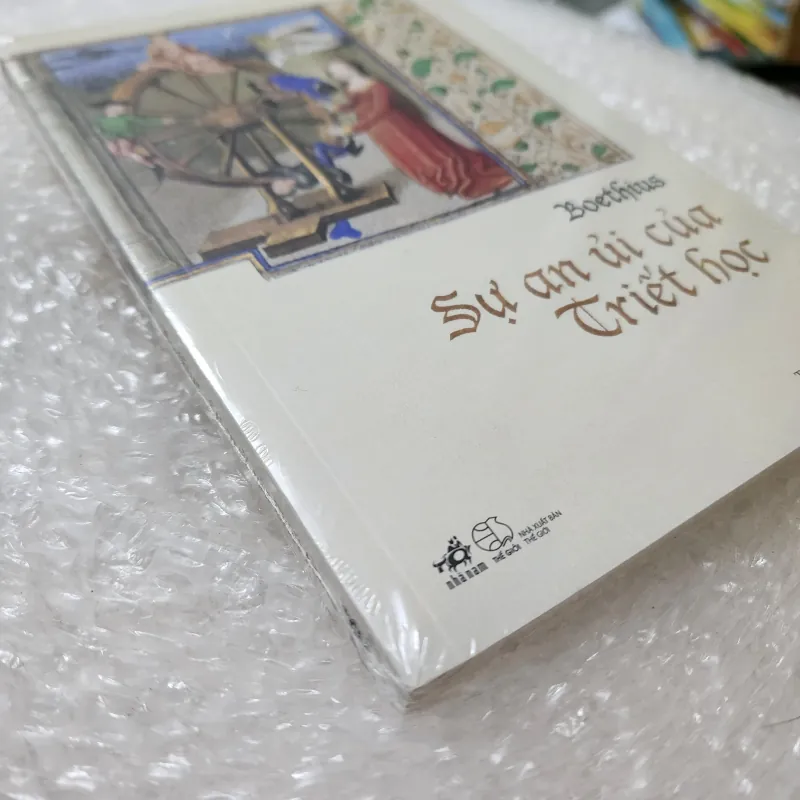 Boethius
Sự an ủi của
Triết học
nhã nam
THẾ GIỚI
NHÀ XUẤT BẢN
THẾ GIỚI